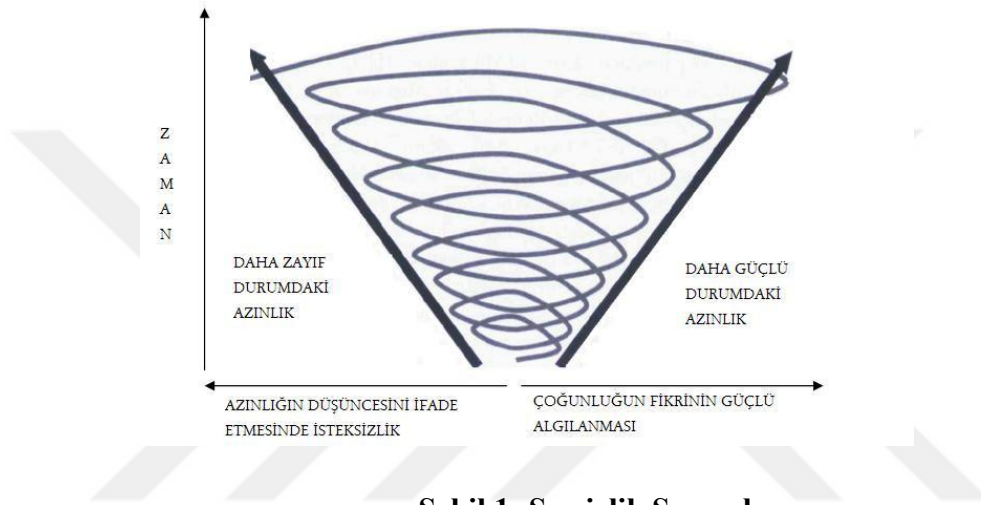 Z
A
M
A
N
DAHA ZAYIF
DURUMDAKİ
AZINLIK
DAHA GÜÇLÜ
DURUMDAKİ
AZINLIK
AZINLIĞIN DÜŞÜNCESİNİ İFADE
ETMESİNDE İSTEKSİZLİK
ÇOĞUNLUĞUN FİKRİNİN GÜÇLÜ
ALGILANMASI